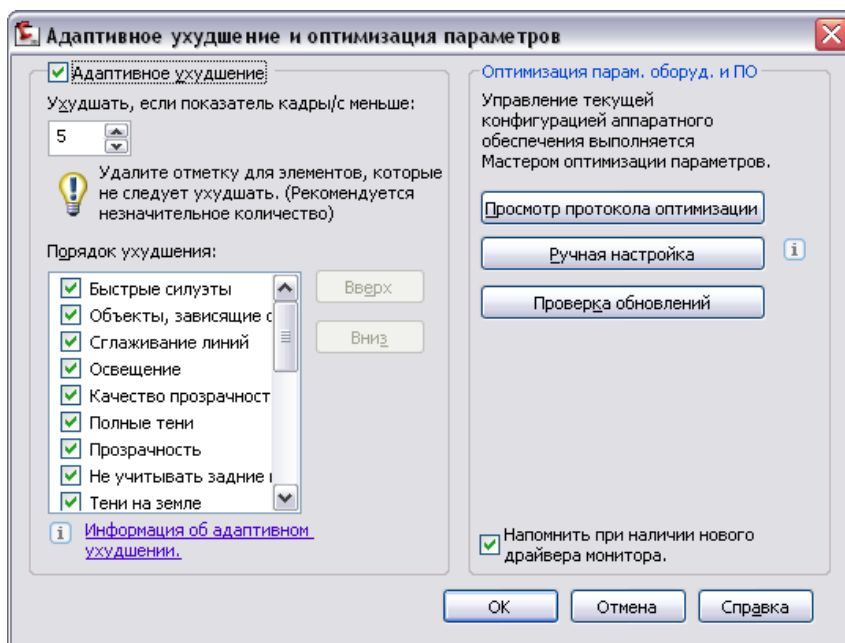 Адаптивное ухудшение и оптимизация параметров
Адаптивное ухудшение
Ухудшать, если показатель кадры/с меньше:
5
Удалите отметку для элементов, которые
не следует ухудшать. (Рекомендуется
незначительное количество)
Порядок ухудшения:
Быстрые силуэты
Объекты, зависящие с
Сглаживание линий
Освещение
Качество прозрачност
Полные тени
Прозрачность
Не учитывать задние
Тени на земле
Вверх
Вниз
Информация об адаптивном
ухудшении.
Оптимизация парам. оборуд. и ПО
Управление текущей
конфигурацией аппаратного
обеспечения выполняется
Мастером оптимизации параметров.
Просмотр протокола оптимизации
Ручная настройка
Проверка обновлений
Напомнить при наличии нового
драйвера монитора.
ОК
Отмена
Справка